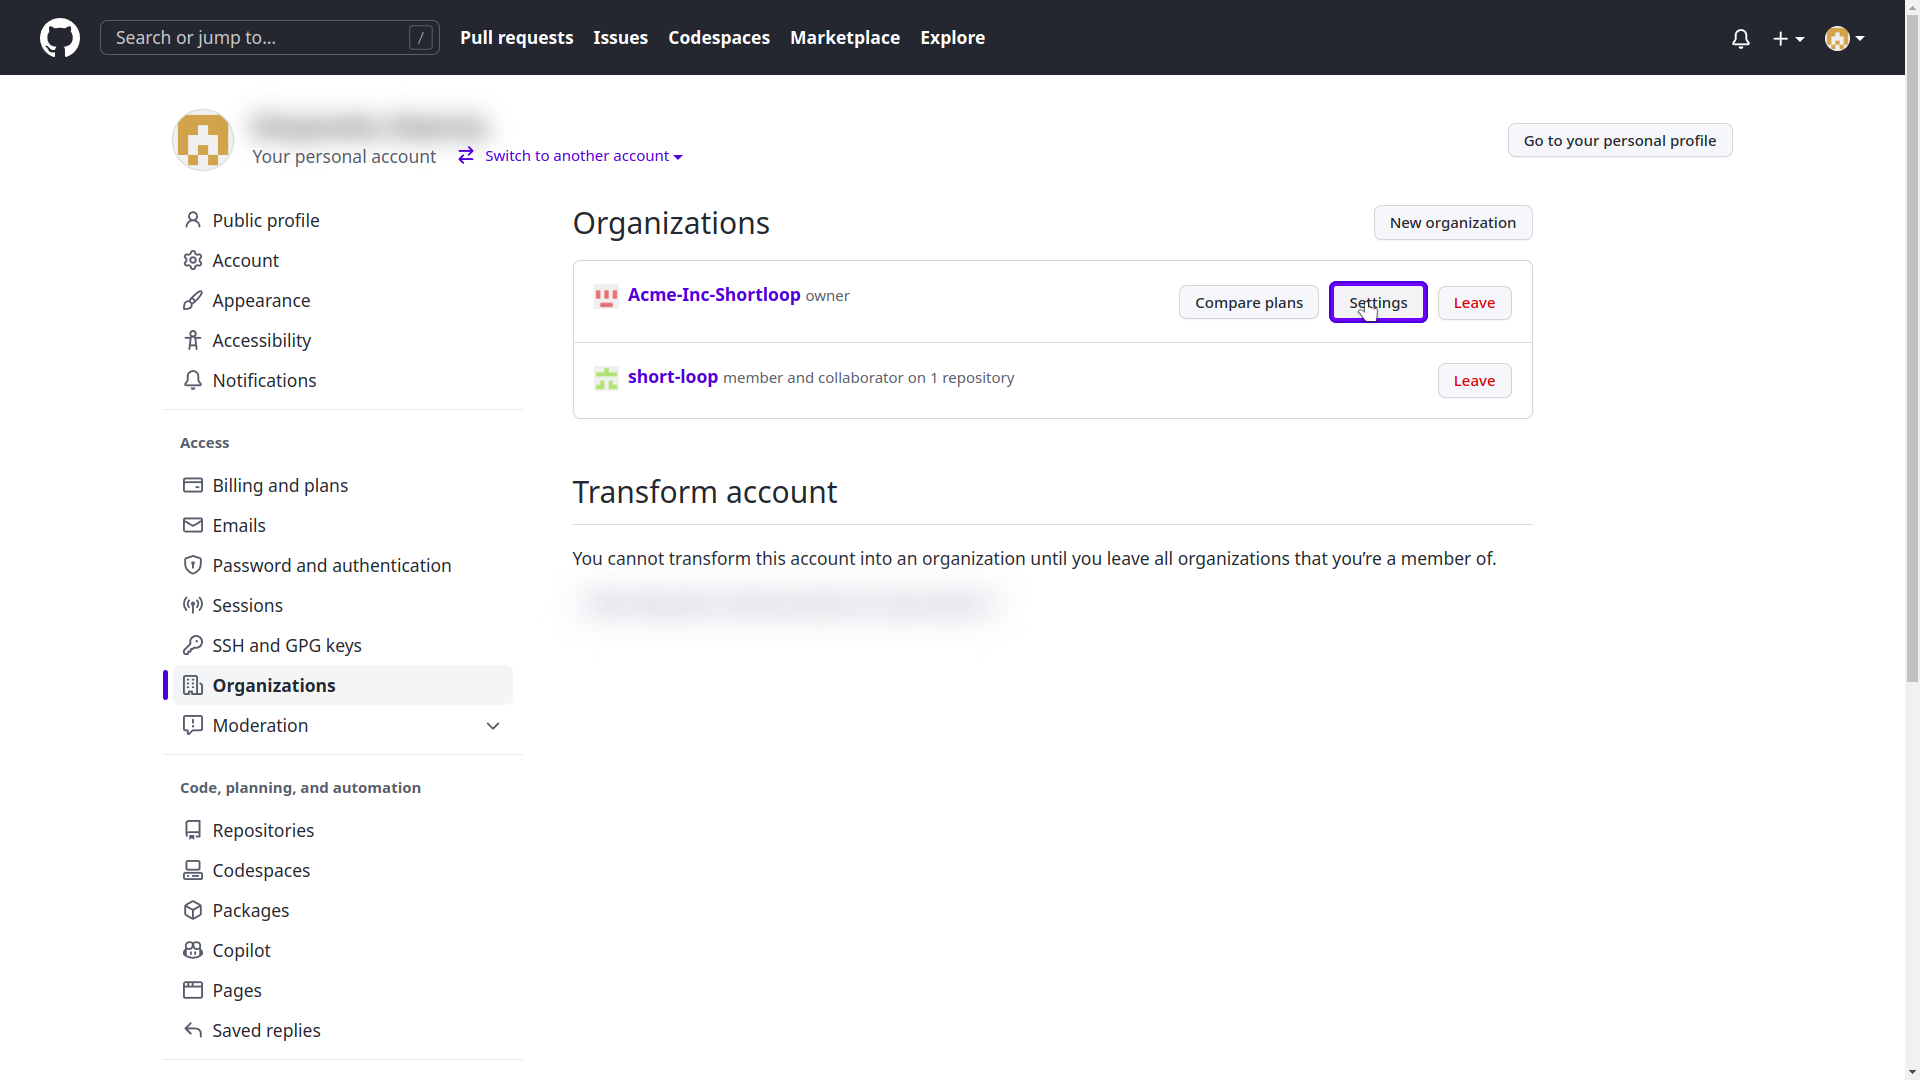 Search or jump to... / Pull requests Issues Codespaces Marketplace Explore
Your personal account Switch to another account
Go to your personal profile
Public profile
Account
Appearance
Accessibility
Notifications
Access
Billing and plans
Emails
Password and authentication
Sessions
SSH and GPG keys
Organizations
Moderation
Code, planning, and automation
Repositories
Codespaces
Packages
Copilot
Pages
Saved replies
Organizations
New organization
Acme-Inc-Shortloop owner
Compare plans Settings Leave
short-loop member and collaborator on 1 repository
Leave
Transform account
You cannot transform this account into an organization until you leave all organizations that you’re a member of.